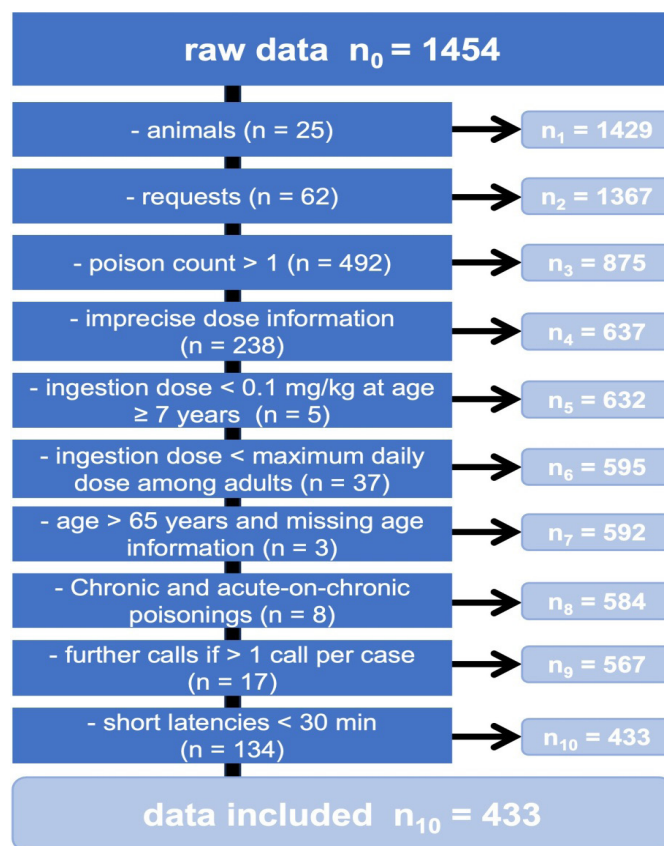 raw data n₀ = 1454
- animals (n = 25)
n₁ = 1429
- requests (n = 62)
n₂ = 1367
- poison count > 1 (n = 492)
n₃ = 875
- imprecise dose information
(n = 238)
n₄ = 637
- ingestion dose < 0.1 mg/kg at age
≥ 7 years (n = 5)
n₅ = 632
- ingestion dose < maximum daily
dose among adults (n = 37)
n₆ = 595
- age > 65 years and missing age
information (n = 3)
n₇ = 592
- Chronic and acute-on-chronic
poisonings (n = 8)
n₈ = 584
- further calls if > 1 call per case
(n = 17)
n₉ = 567
- short latencies < 30 min
(n = 134)
n₁₀ = 433
data included n₁₀ = 433